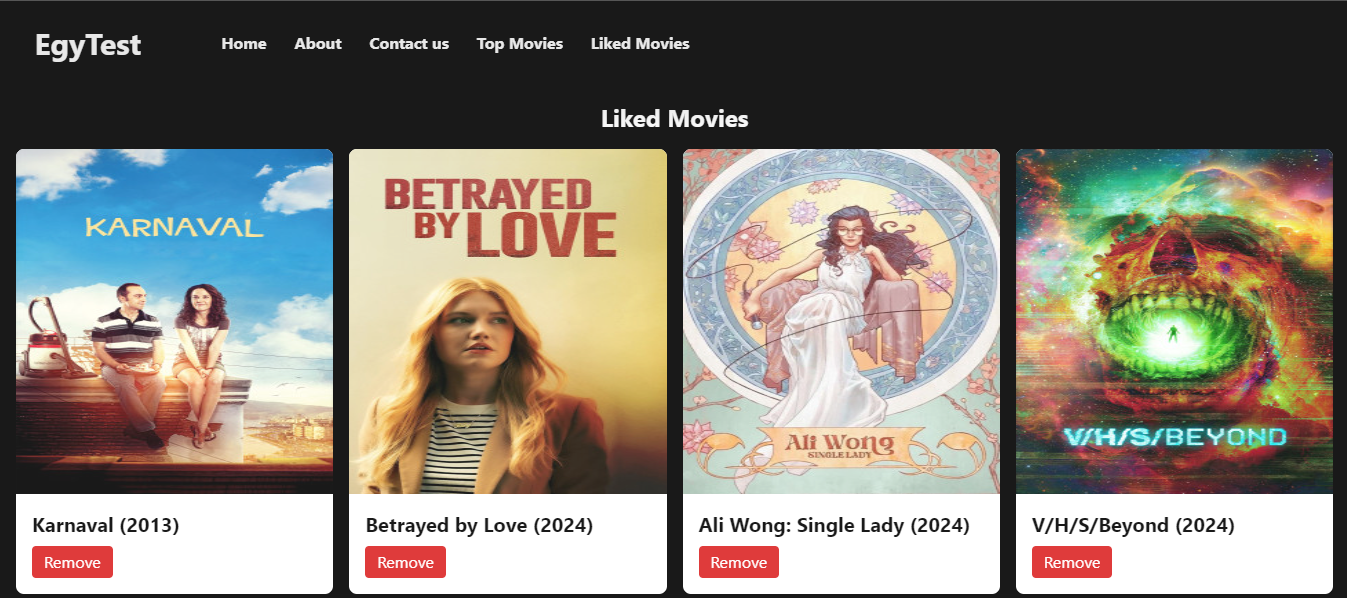 EgyTest
Home About Contact us Top Movies Liked Movies
Liked Movies
KARNAVAL
BETRAYED
BY LOVE
Ali Wong
SINGLE LADY
V/H/S/BEYOND
Karnaval (2013)
Remove
Betrayed by Love (2024)
Remove
Ali Wong: Single Lady (2024)
Remove
V/H/S/Beyond (2024)
Remove